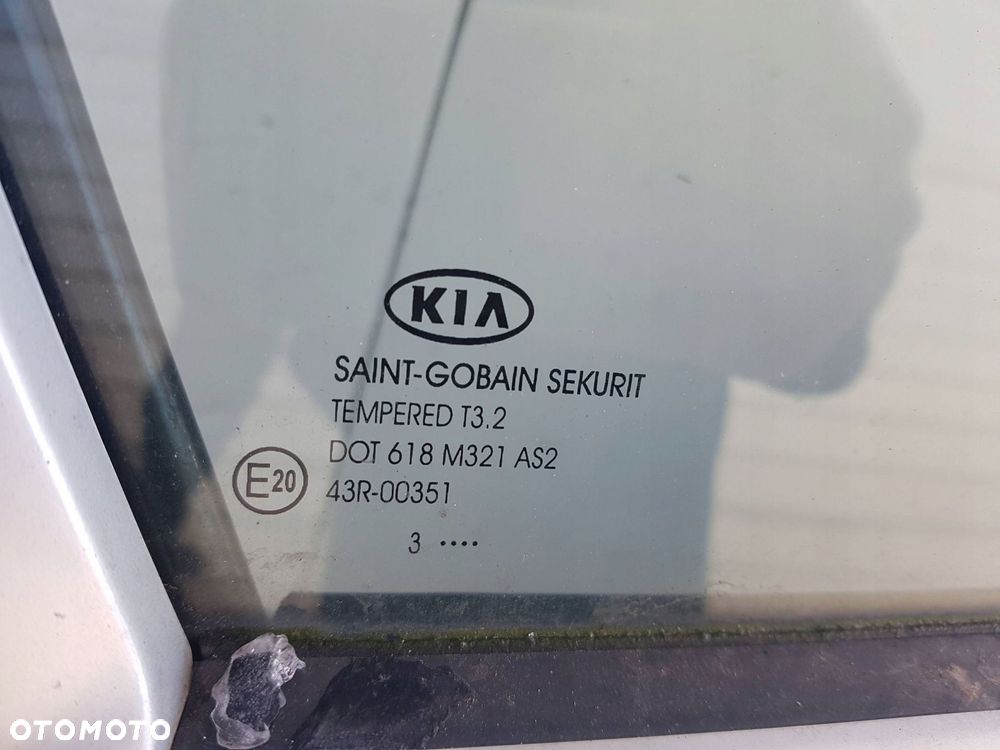 KIA
SAINT-GOBAIN SEKURIT
TEMPERED T3.2
DOT 618 M321 AS2
E20 43R-00351
3 ····
OTOMOTO